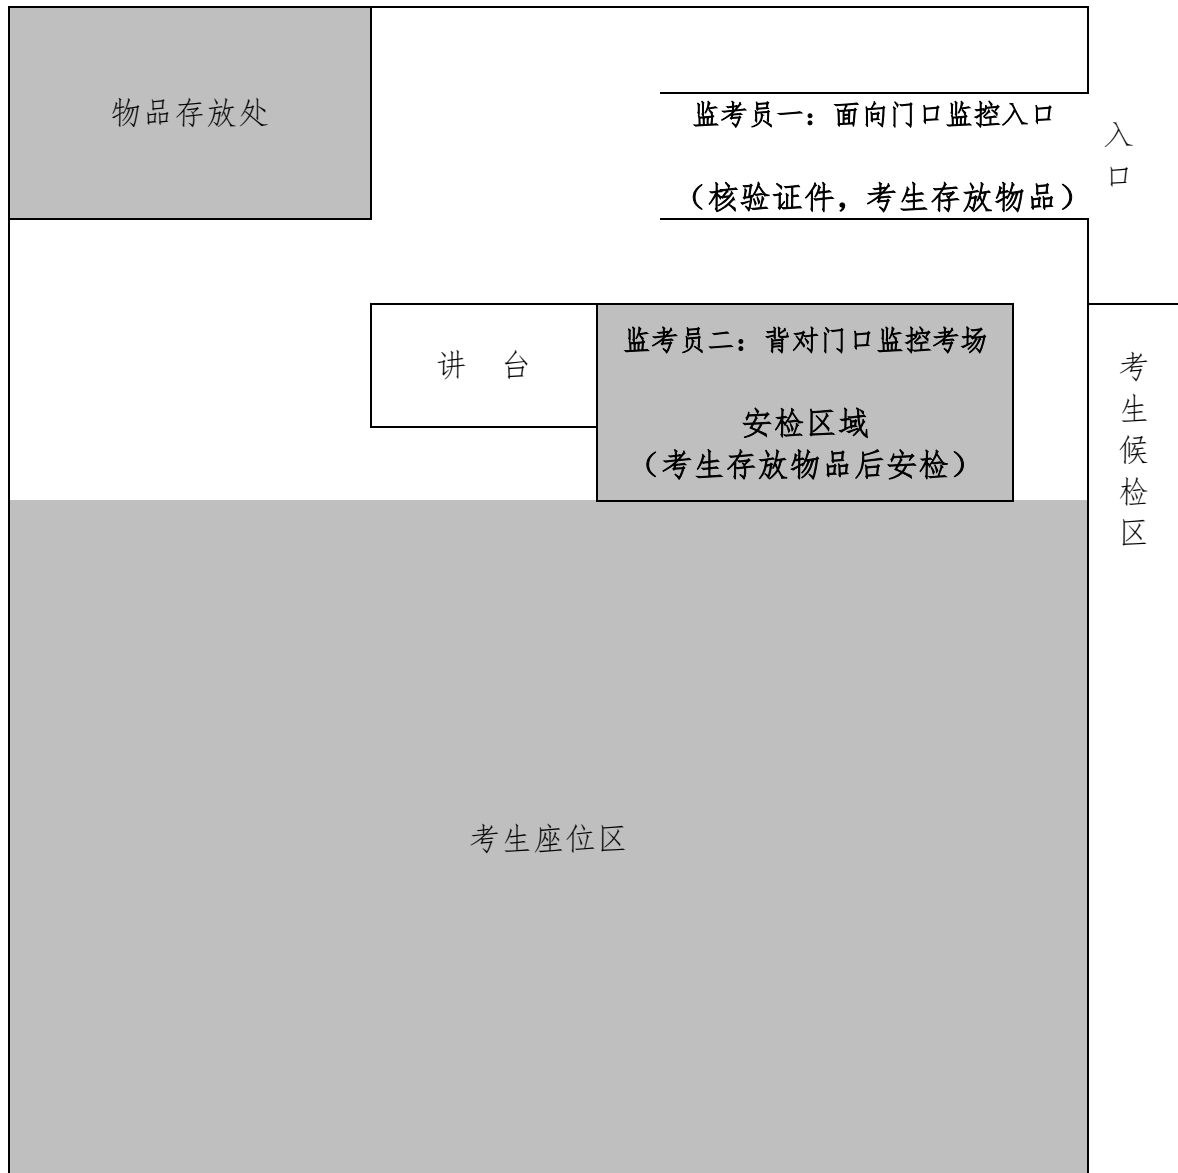 物品存放处
监考员一：面向门口监控入口
（核验证件，考生存放物品）
入口
讲 台
监考员二：背对门口监控考场
安检区域
（考生存放物品后安检）
考生候检区
考生座位区